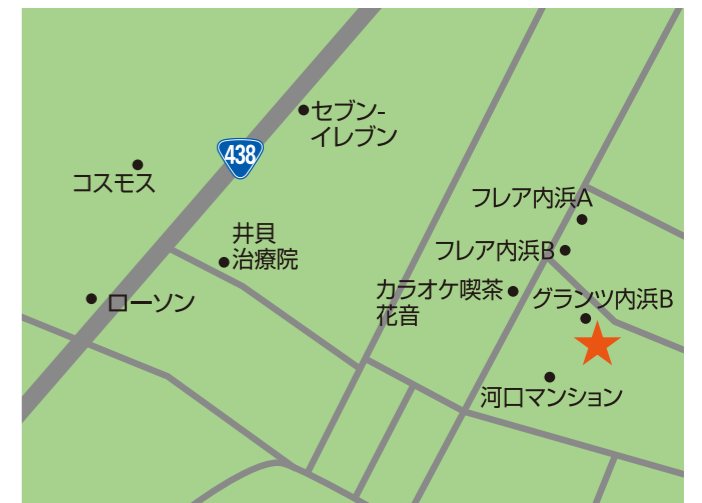 セブン-
イレブン
438
コスモス
フレア内浜A
井貝
治療院
フレア内浜B
カラオケ喫茶
花音
グランツ内浜B
ローソン
河口マンション